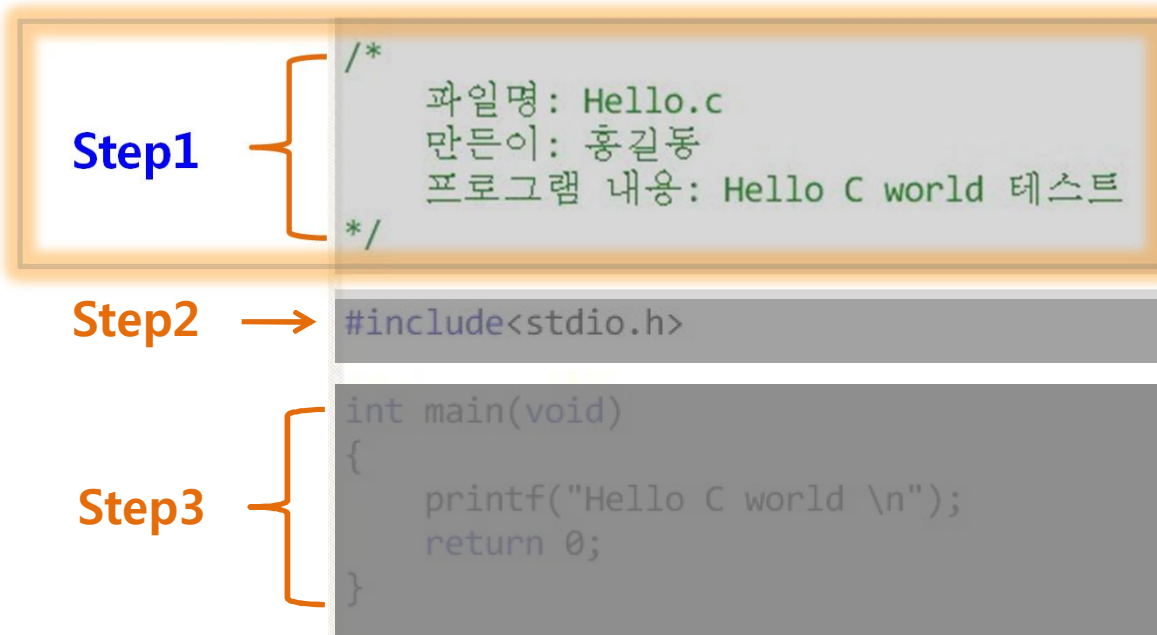 Step1
/*
파일명: Hello.c
만든이: 홍길동
프로그램 내용: Hello C world 테스트
*/
Step2
#include<stdio.h>
Step3
int main(void)
{
printf("Hello C world \n");
return 0;
}